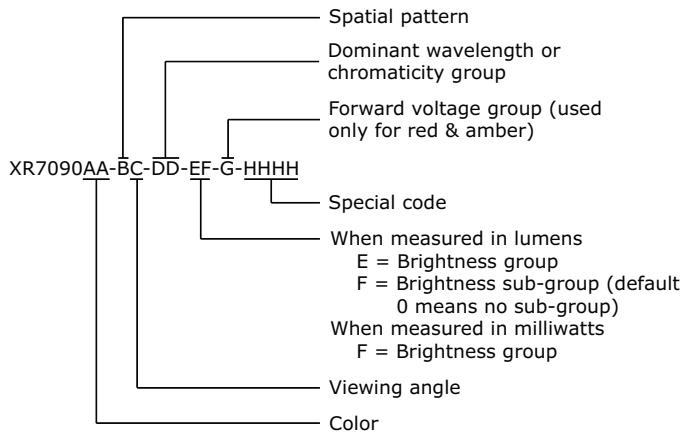 Spatial pattern
Dominant wavelength or
chromaticity group
Forward voltage group (used
only for red & amber)
XR7090AA-BC-DD-EF-G-HHHH
Special code
When measured in lumens
E = Brightness group
F = Brightness sub-group (default
0 means no sub-group)
When measured in milliwatts
F = Brightness group
Viewing angle
Color